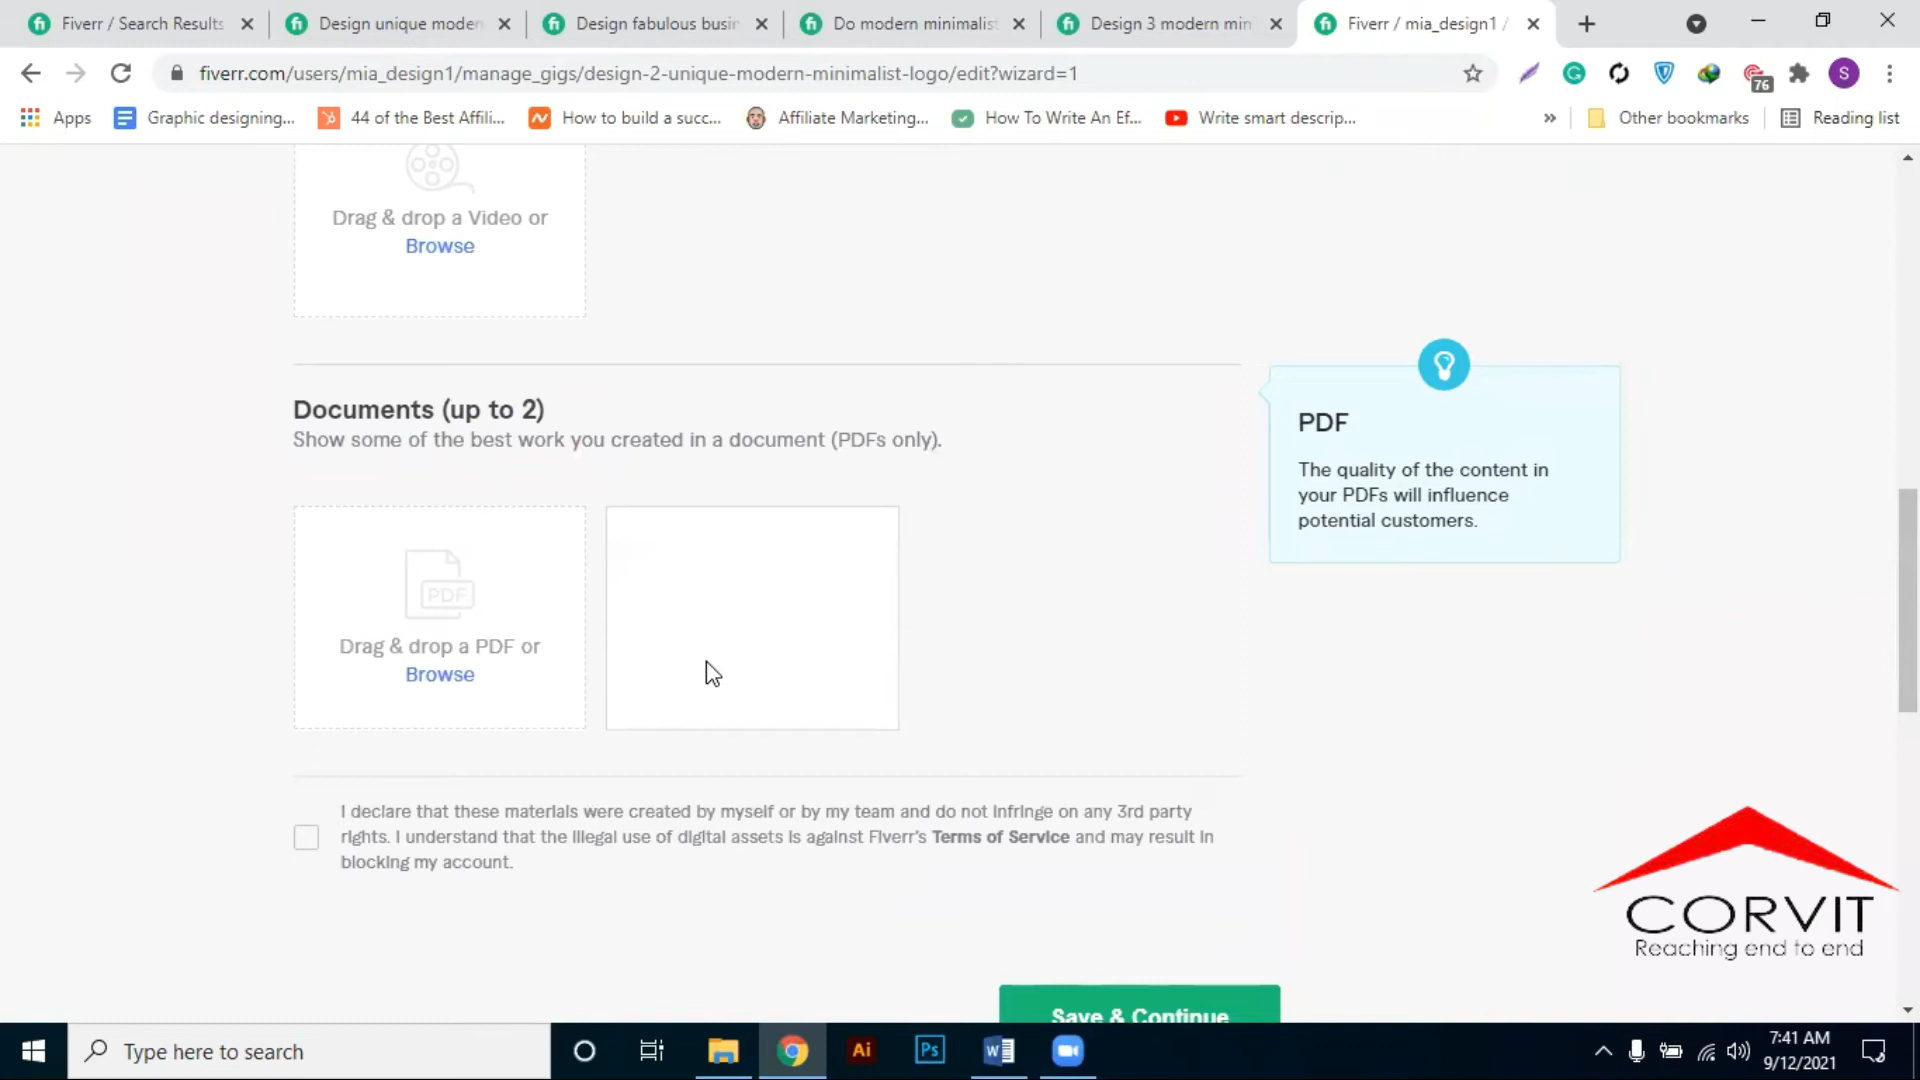 Fiverr / Search Results
Design unique moder
Design fabulous busin
Do modern minimalist
Design 3 modern min
Fiverr / mia_design1 /
fiverr.com/users/mia_design1/manage_gigs/design-2-unique-modern-minimalist-logo/edit?wizard=1
S
76
Apps
Graphic designing...
44 of the Best Affili...
How to build a succ...
Affiliate Marketing...
How To Write An Ef...
Write smart descrip...
»
Other bookmarks
Reading list
Drag & drop a Video or
Browse
Documents (up to 2)
Show some of the best work you created in a document (PDFs only).
PDF
The quality of the content in
your PDFs will influence
potential customers.
PDF
Drag & drop a PDF or
Browse
I declare that these materials were created by myself or by my team and do not infringe on any 3rd party
rights. I understand that the illegal use of digital assets is against Fiverr's Terms of Service and may result in
blocking my account.
CORVIT
Reaching end to end
Save & Continue
Type here to search
Ai
Ps
7:41 AM
9/12/2021